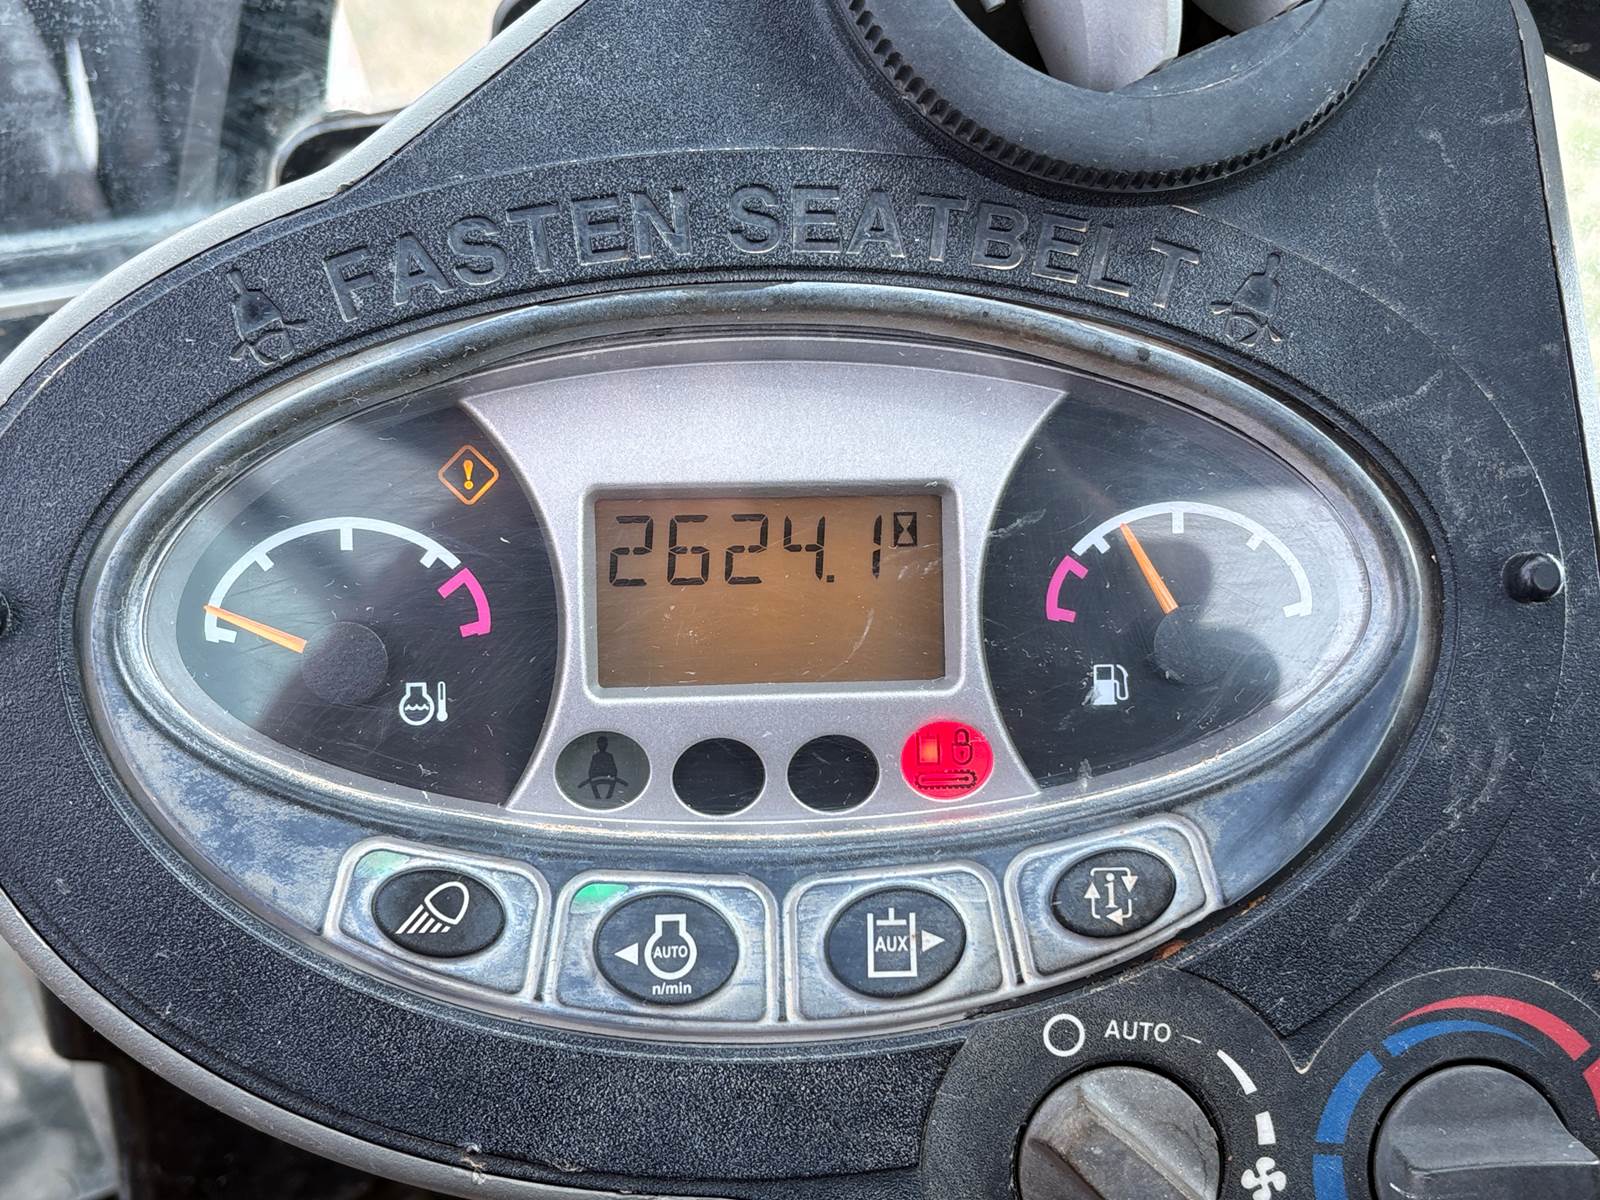 FASTEN SEATBELT
!
2624.1
AUTO
n/min
AUX
i
AUTO